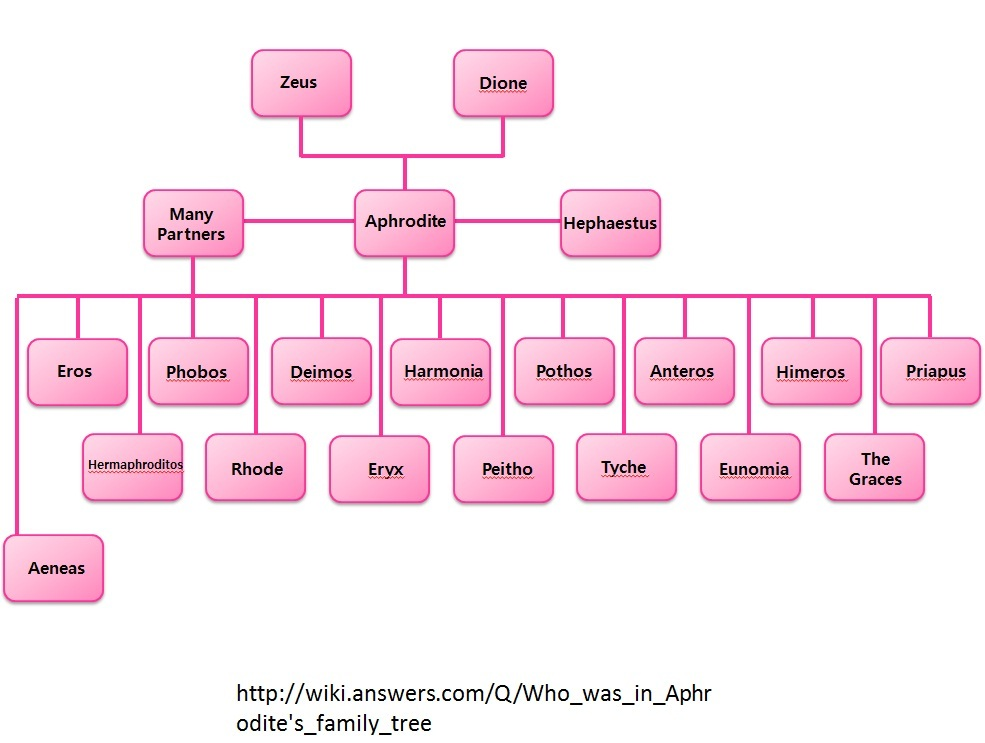 Zeus
Dione
Many
Partners
Aphrodite
Hephaestus
Eros
Phobos
Deimos
Harmonia
Pothos
Anteros
Himeros
Priapus
Hermaphroditos
Rhode
Eryx
Peitho
Tyche
Eunomia
The
Graces
Aeneas
http://wiki.answers.com/Q/Who_was_in_Aphr
odite's_family_tree